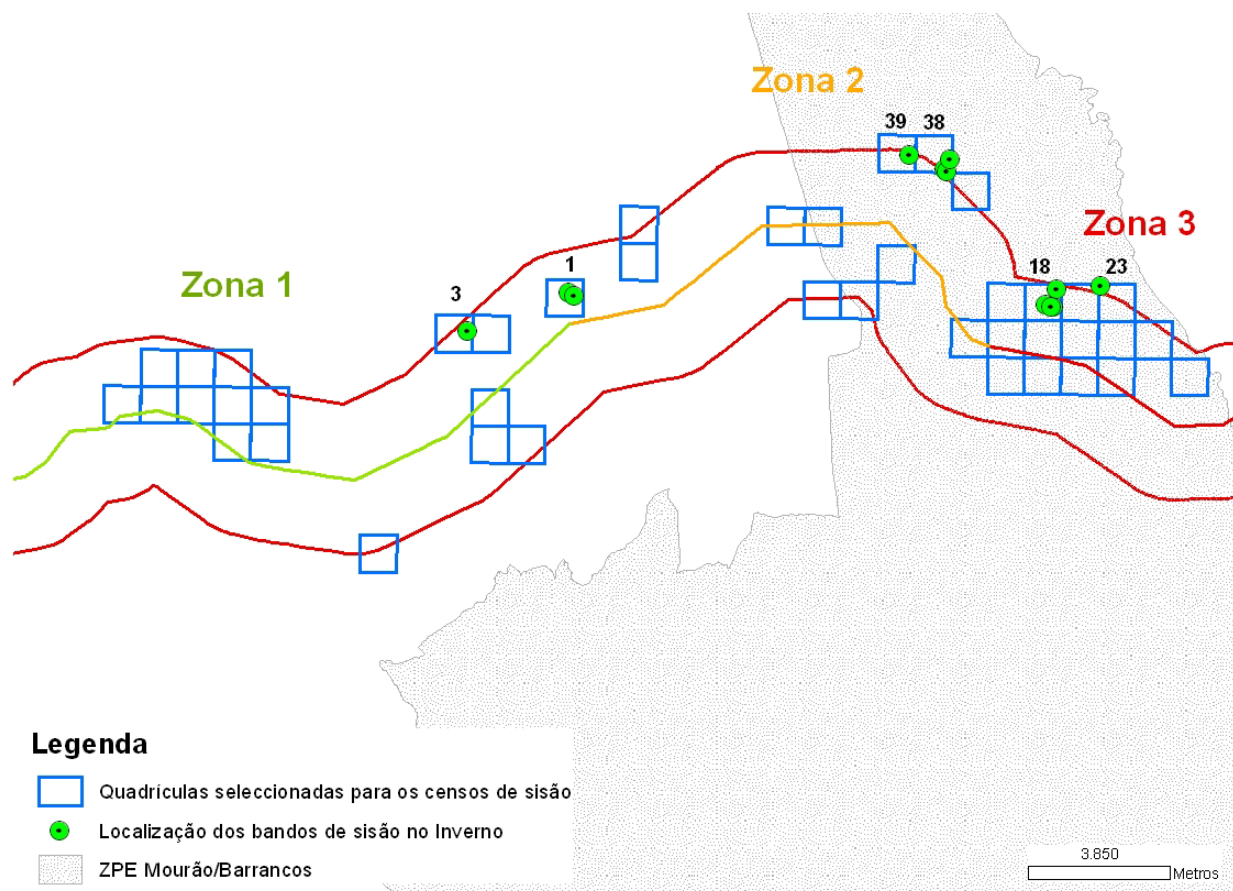 Zona 2
39 38
Zona 3
Zona 1
3
1
18
23
Legenda
Quadrículas seleccionadas para os censos de sisão
Localização dos bandos de sisão no Inverno
ZPE Mourão/Barrancos
3.850
Metros